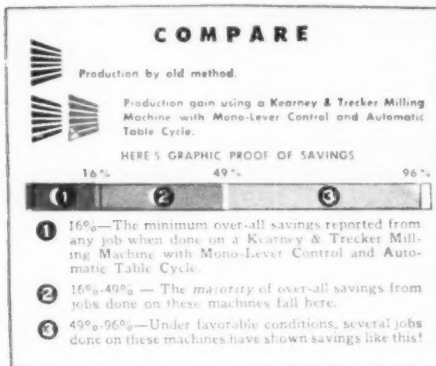 COMPARE
Production by old method.
Production gain using a Kearney & Trecker Milling
Machine with Mono-Lever Control and Automatic
Table Cycle.
HERE'S GRAPHIC PROOF OF SAVINGS
16% 49% 96%
1 2 3
1 16%—The minimum over-all savings reported from
any job when done on a Kearney & Trecker Mill-
ing Machine with Mono-Lever Control and Auto-
matic Table Cycle.
2 16%-49% — The majority of over-all savings from
jobs done on these machines fall here.
3 49%-96%—Under favorable conditions, several jobs
done on these machines have shown savings like this!